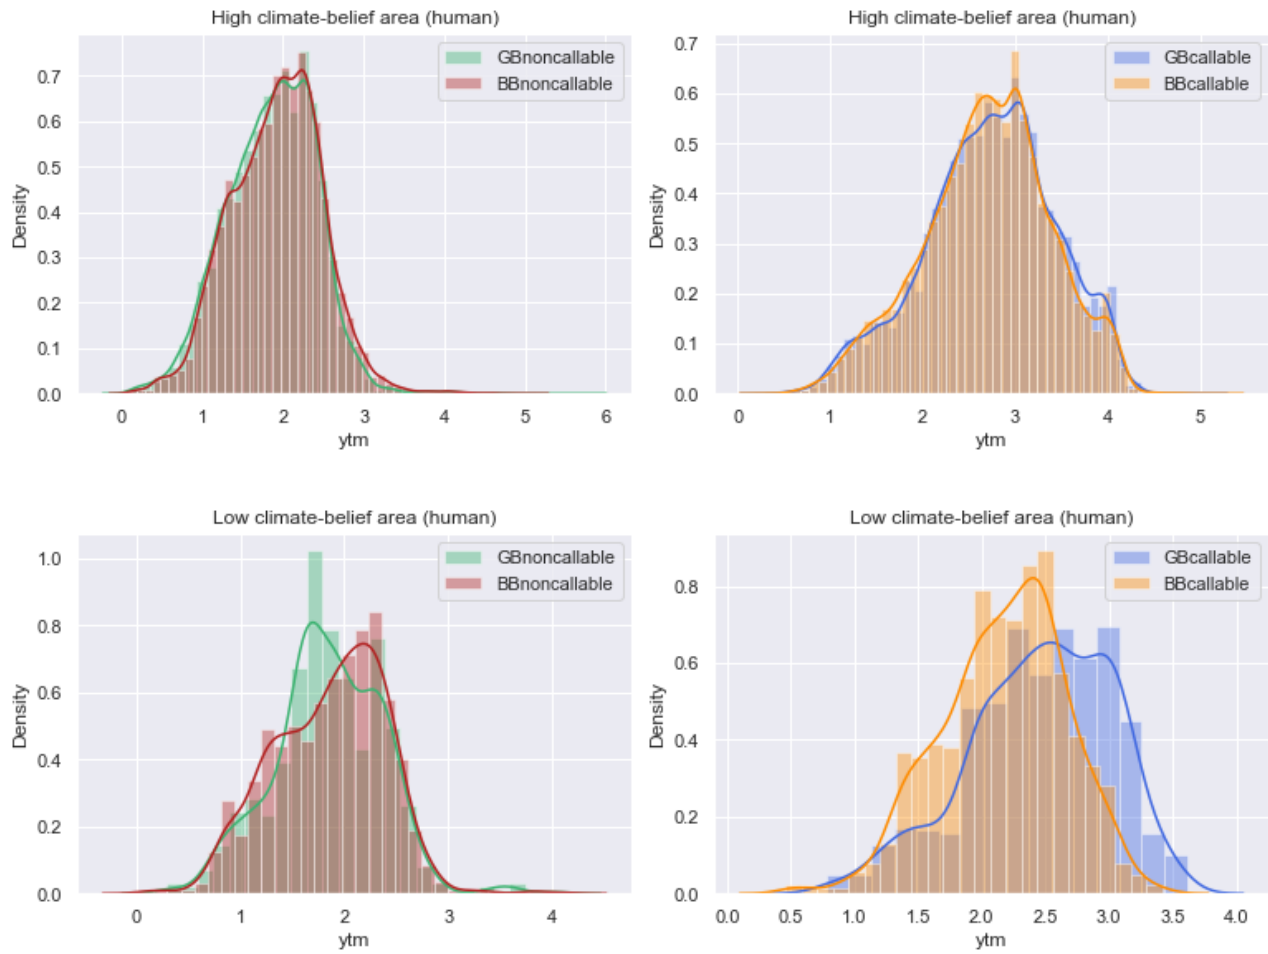 High climate-belief area (human)
GBnoncallable
BBnoncallable
Density
0.7
0.6
0.5
0.4
0.3
0.2
0.1
0.0
0 1 2 3 4 5 6
ytm
High climate-belief area (human)
GBcallable
BBcallable
Density
0.7
0.6
0.5
0.4
0.3
0.2
0.1
0.0
0 1 2 3 4 5
ytm
Low climate-belief area (human)
GBnoncallable
BBnoncallable
Density
1.0
0.8
0.6
0.4
0.2
0.0
0 1 2 3 4
ytm
Low climate-belief area (human)
GBcallable
BBcallable
Density
0.8
0.6
0.4
0.2
0.0
0.0 0.5 1.0 1.5 2.0 2.5 3.0 3.5 4.0
ytm